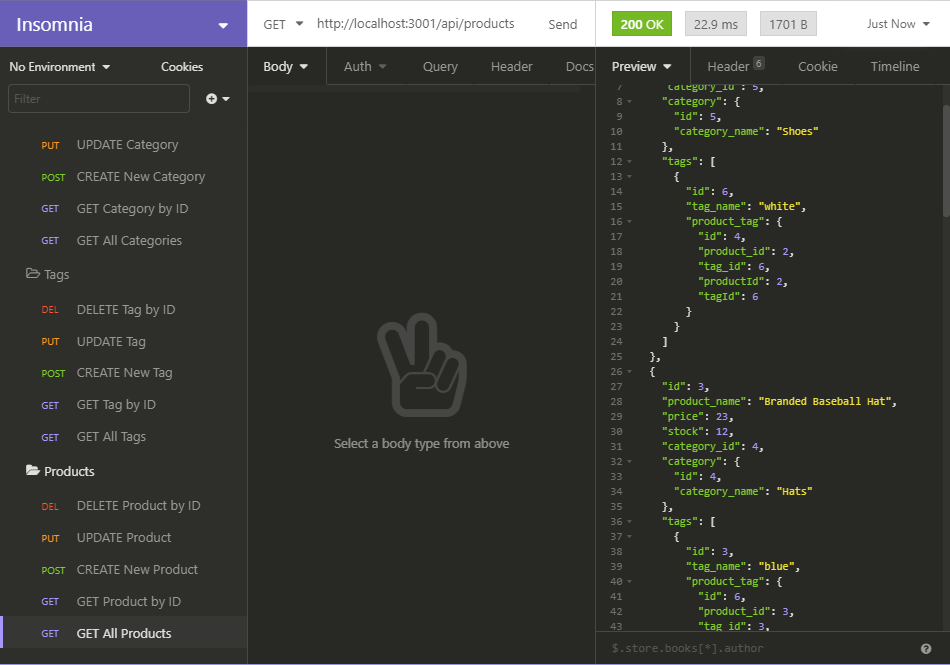 Insomnia
GET http://localhost:3001/api/products Send
200 OK 22.9 ms 1701 B Just Now
No Environment Cookies
Filter
PUT UPDATE Category
POST CREATE New Category
GET GET Category by ID
GET GET All Categories
Tags
DEL DELETE Tag by ID
PUT UPDATE Tag
POST CREATE New Tag
GET GET Tag by ID
GET GET All Tags
Products
DEL DELETE Product by ID
PUT UPDATE Product
POST CREATE New Product
GET GET Product by ID
GET GET All Products
Body Auth Query Header Docs
Select a body type from above
Preview Header 6 Cookie Timeline
7 "category_id": 5,
8 "category": {
9 "id": 5,
10 "category_name": "Shoes"
11 },
12 "tags": [
13 {
14 "id": 6,
15 "tag_name": "white",
16 "product_tag": {
17 "id": 4,
18 "product_id": 2,
19 "tag_id": 6,
20 "productId": 2,
21 "tagId": 6
22 }
23 }
24 ]
25 },
26 {
27 "id": 3,
28 "product_name": "Branded Baseball Hat",
29 "price": 23,
30 "stock": 12,
31 "category_id": 4,
32 "category": {
33 "id": 4,
34 "category_name": "Hats"
35 },
36 "tags": [
37 {
38 "id": 3,
39 "tag_name": "blue",
40 "product_tag": {
41 "id": 6,
42 "product_id": 3,
43 "tag_id": 3,
$.store.books[*].author